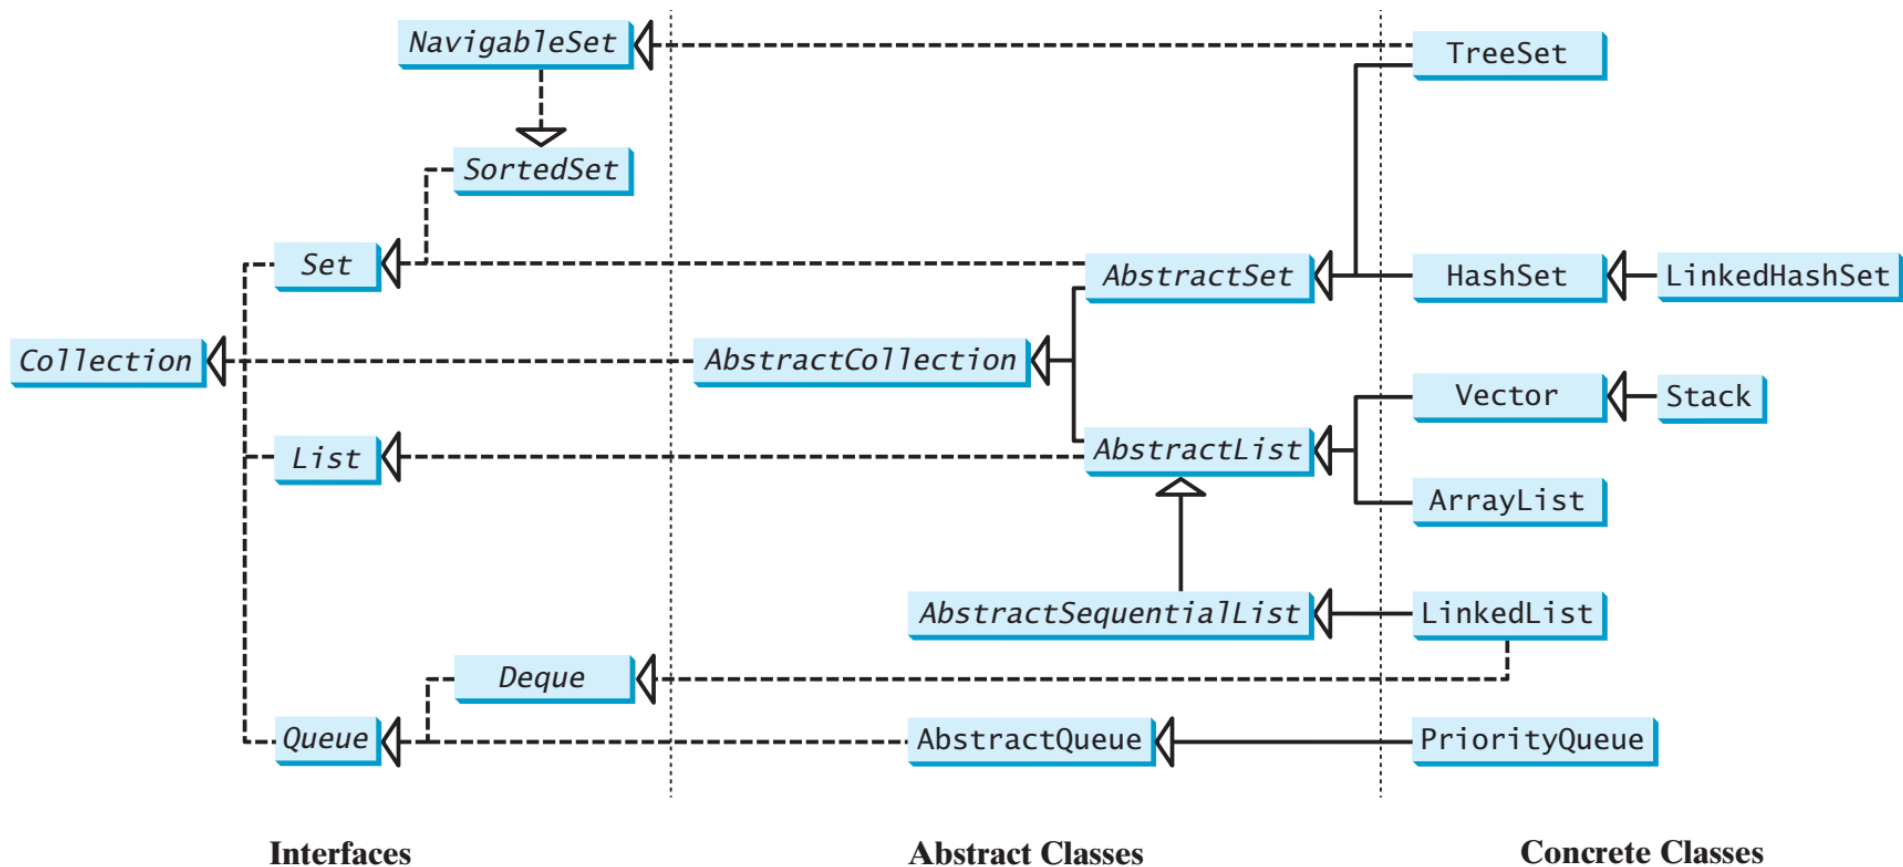 NavigableSet
TreeSet
SortedSet
Set
AbstractSet
HashSet
LinkedHashSet
Collection
AbstractCollection
Vector
Stack
List
AbstractList
ArrayList
AbstractSequentialList
LinkedList
Deque
Queue
AbstractQueue
PriorityQueue
Interfaces
Abstract Classes
Concrete Classes